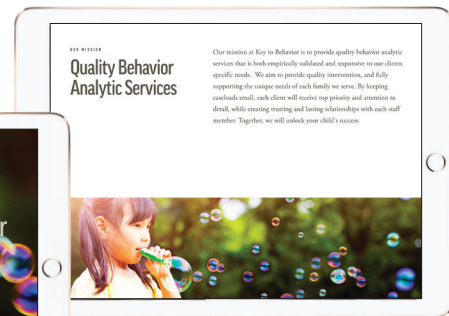 OUR MISSION
Quality Behavior
Analytic Services
Our mission at Key to Behavior is to provide quality behavior analytic
services that is both empirically validated and responsive to our clients
specific needs. We aim to provide quality intervention, and fully
supporting the unique needs of each family we serve. By keeping
caseloads small, each client will receive top priority and attention to
detail, while creating trusting and lasting relationships with each staff
member. Together, we will unlock your child's success.